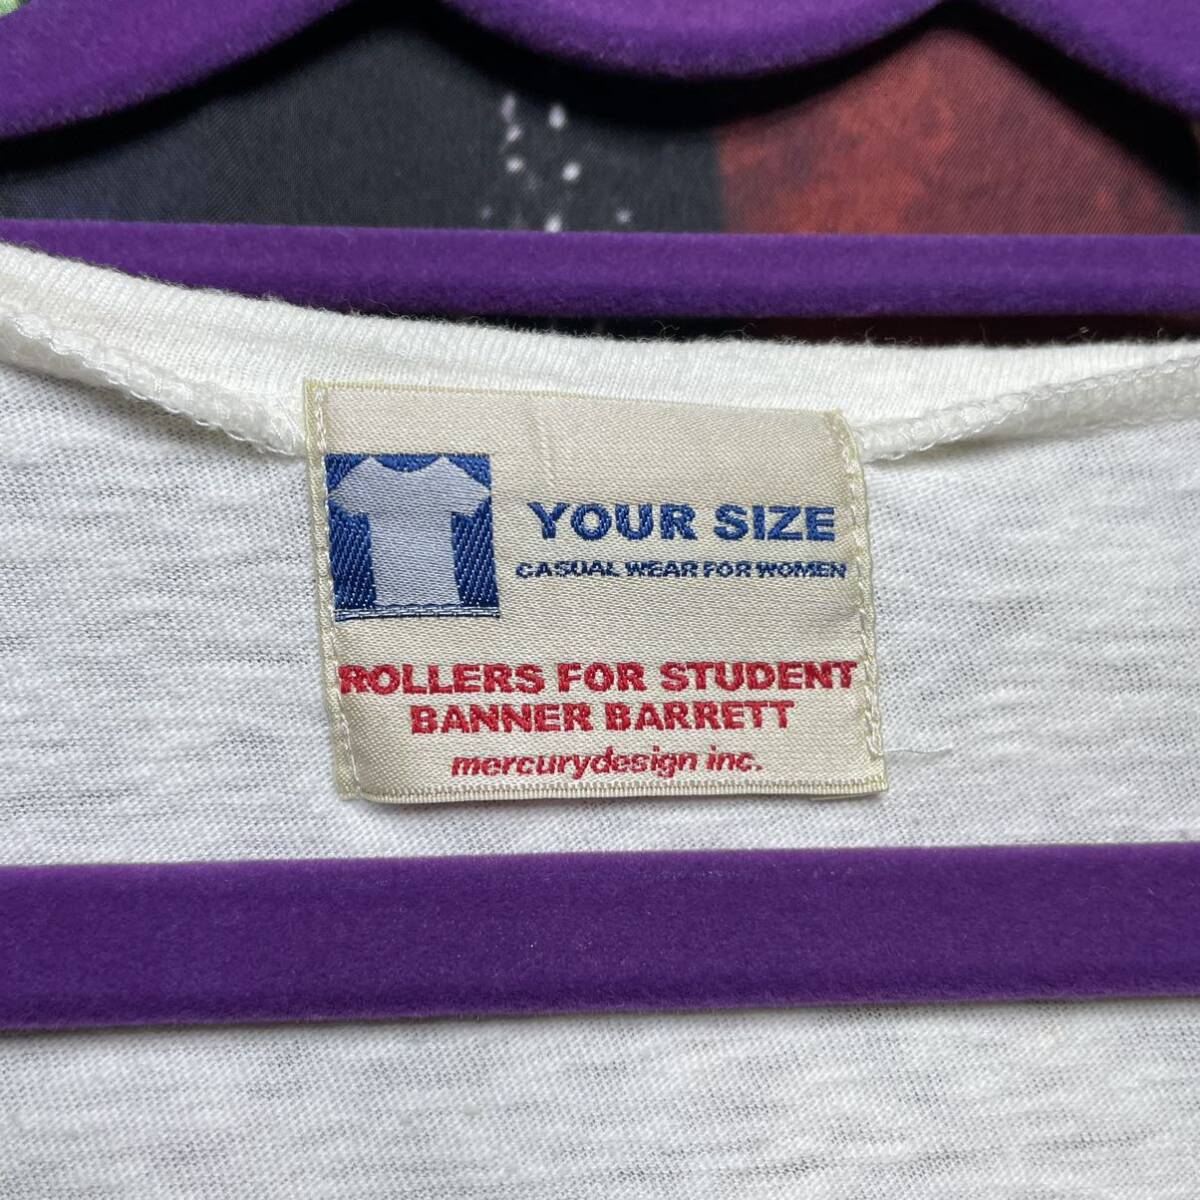 YOUR SIZE
CASUAL WEAR FOR WOMEN
ROLLERS FOR STUDENT
BANNER BARRETT
mercurydesign inc.